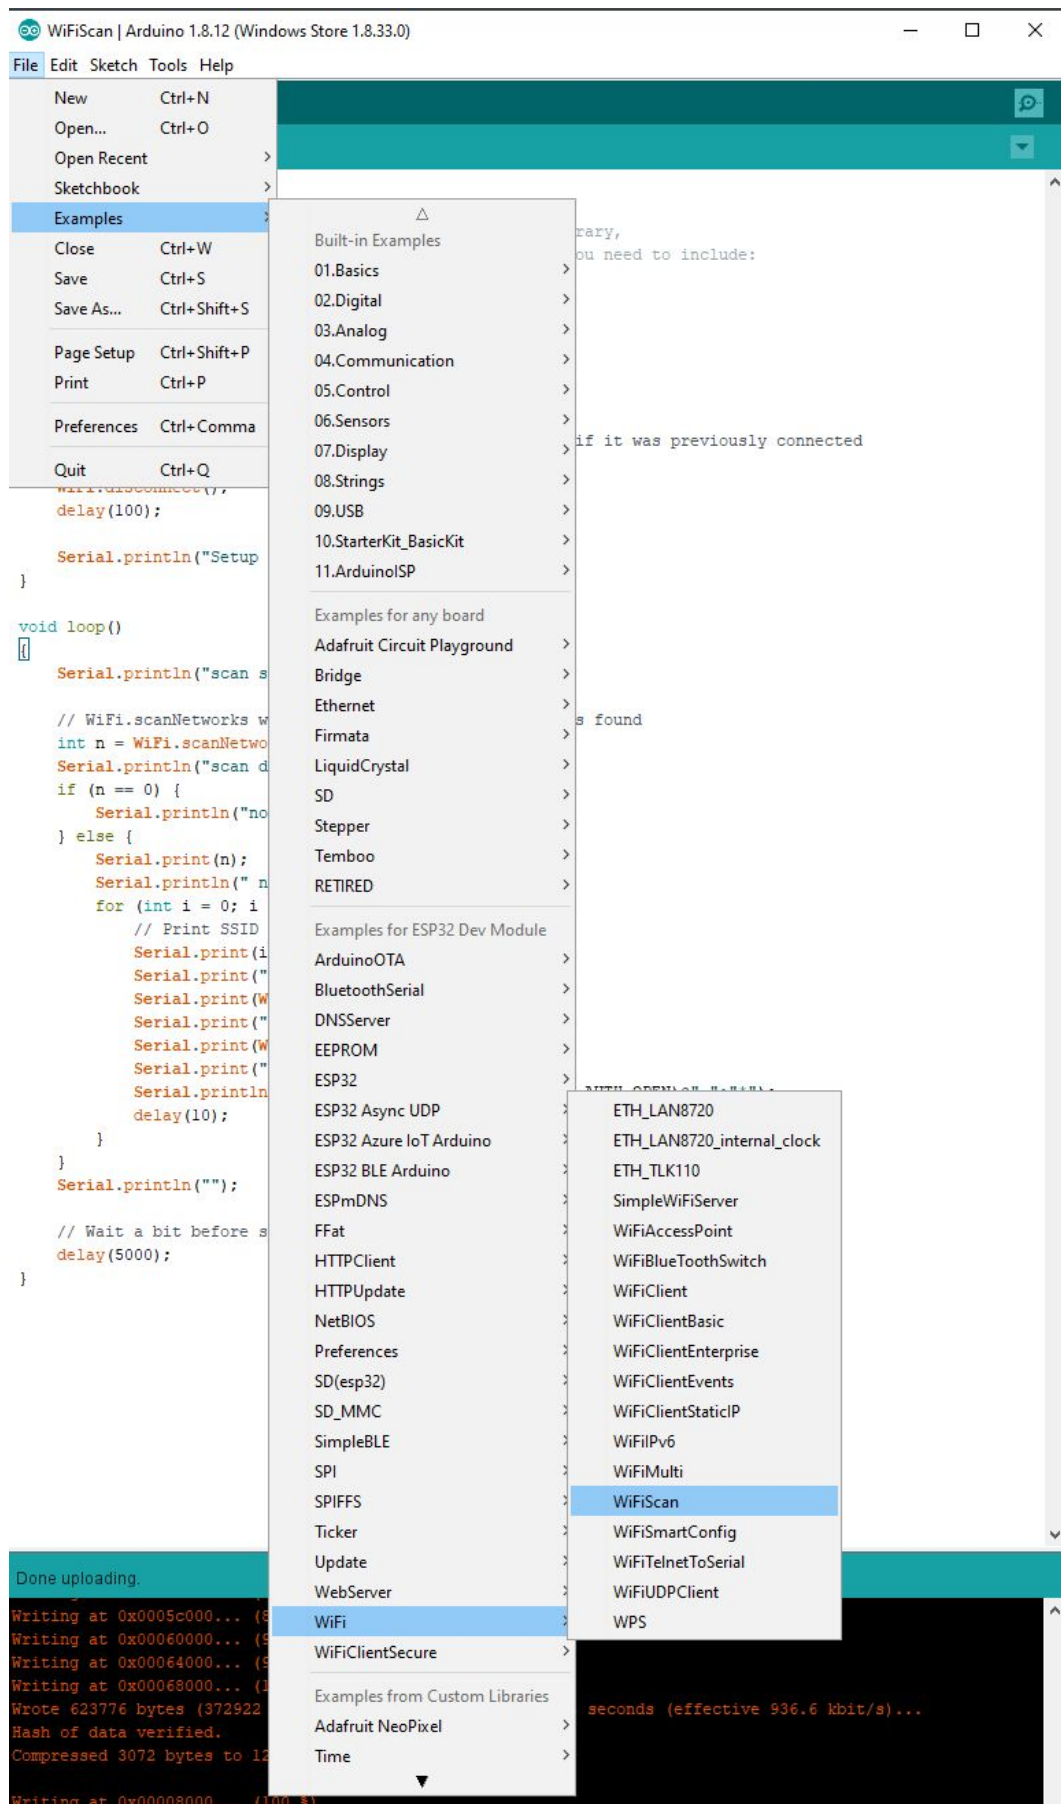 WiFiScan | Arduino 1.8.12 (Windows Store 1.8.33.0)
File Edit Sketch Tools Help
New Ctrl+N
Open... Ctrl+O
Open Recent
Sketchbook
Examples
Close Ctrl+W
Save Ctrl+S
Save As... Ctrl+Shift+S
Page Setup Ctrl+Shift+P
Print Ctrl+P
Preferences Ctrl+Comma
Quit Ctrl+Q
Built-in Examples
01.Basics
02.Digital
03.Analog
04.Communication
05.Control
06.Sensors
07.Display
08.Strings
09.USB
10.StarterKit_BasicKit
11.ArduinoISP
Examples for any board
Adafruit Circuit Playground
Bridge
Ethernet
Firmata
LiquidCrystal
SD
Stepper
Temboo
RETIRED
Examples for ESP32 Dev Module
ArduinoOTA
BluetoothSerial
DNSServer
EEPROM
ESP32
ESP32 Async UDP
ESP32 Azure IoT Arduino
ESP32 BLE Arduino
ESPmDNS
FFat
HTTPClient
HTTPUpdate
NetBIOS
Preferences
SD(esp32)
SD_MMC
SimpleBLE
SPI
SPIFFS
Ticker
Update
WebServer
WiFi
WiFiClientSecure
Examples from Custom Libraries
Adafruit NeoPixel
Time
ETH_LAN8720
ETH_LAN8720_internal_clock
ETH_TLK110
SimpleWiFiServer
WiFiAccessPoint
WiFiBlueToothSwitch
WiFiClient
WiFiClientBasic
WiFiClientEnterprise
WiFiClientEvents
WiFiClientStaticIP
WiFiIPv6
WiFiMulti
WiFiScan
WiFiSmartConfig
WiFiTelnetToSerial
WiFiUDPClient
WPS
rary,
ou need to include:
if it was previously connected
WiFi.disconnect();
delay(100);
Serial.println("Setup
}
void loop()
{
Serial.println("scan s
// WiFi.scanNetworks w s found
int n = WiFi.scanNetwo
Serial.println("scan d
if (n == 0) {
Serial.println("no
} else {
Serial.print(n);
Serial.println(" n
for (int i = 0; i
// Print SSID
Serial.print(i
Serial.print("
Serial.print(W
Serial.print("
Serial.print(W
Serial.print("
Serial.println
delay(10);
}
}
Serial.println("");
// Wait a bit before s
delay(5000);
}
Done uploading.
Writing at 0x0005c000... (8
Writing at 0x00060000... (9
Writing at 0x00064000... (9
Writing at 0x00068000... (1
Wrote 623776 bytes (372922 seconds (effective 936.6 kbit/s)...
Hash of data verified.
Compressed 3072 bytes to 12
Writing at 0x00008000... (100 %)